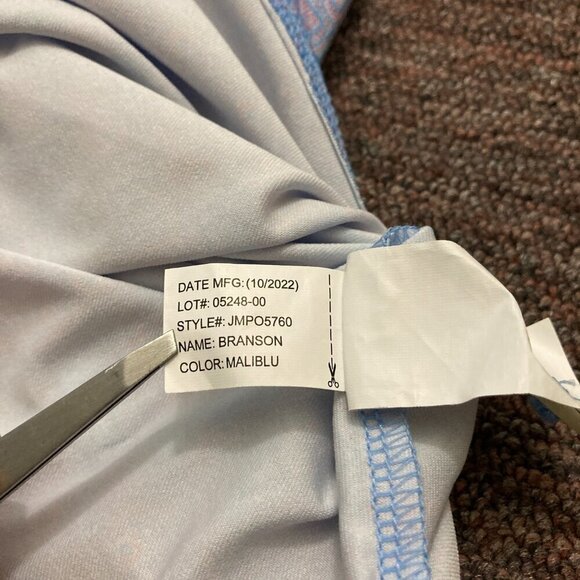 DATE MFG:(10/2022)
LOT#: 05248-00
STYLE#: JMPO5760
NAME: BRANSON
COLOR: MALIBLU